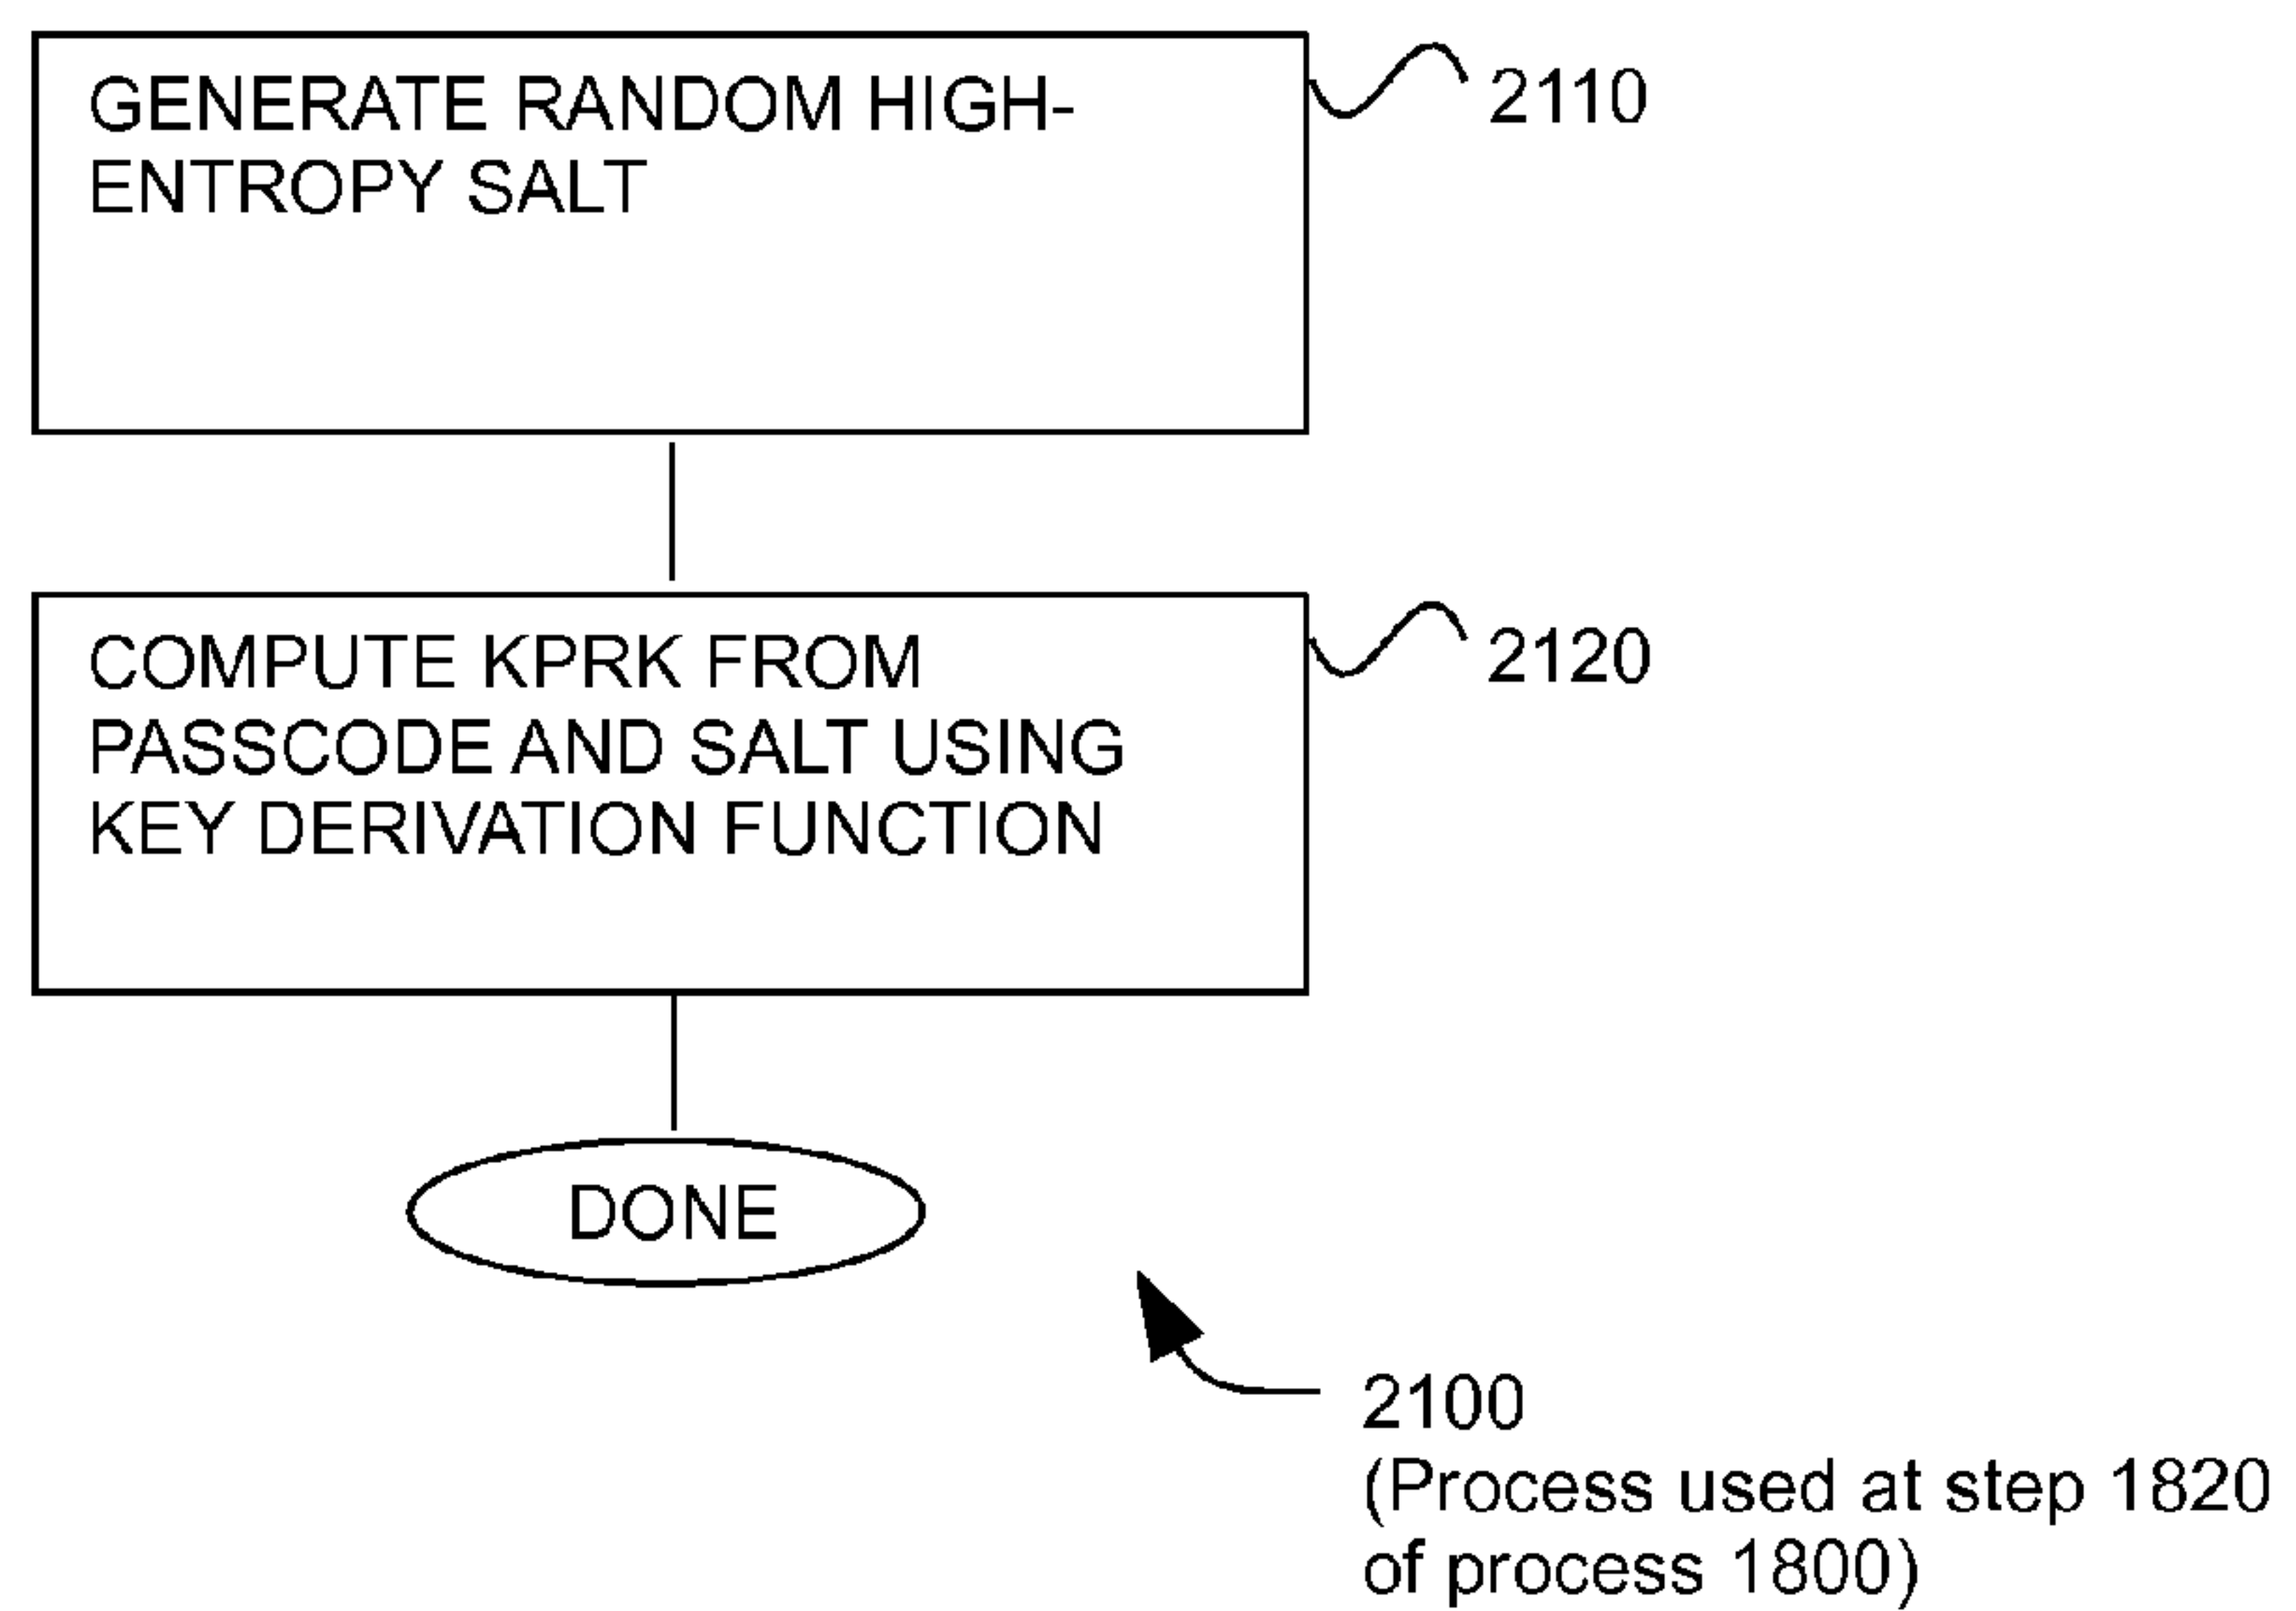 GENERATE RANDOM HIGH-
ENTROPY SALT
2110
COMPUTE KPRK FROM
PASSCODE AND SALT USING
KEY DERIVATION FUNCTION
2120
DONE
2100
(Process used at step 1820
of process 1800)